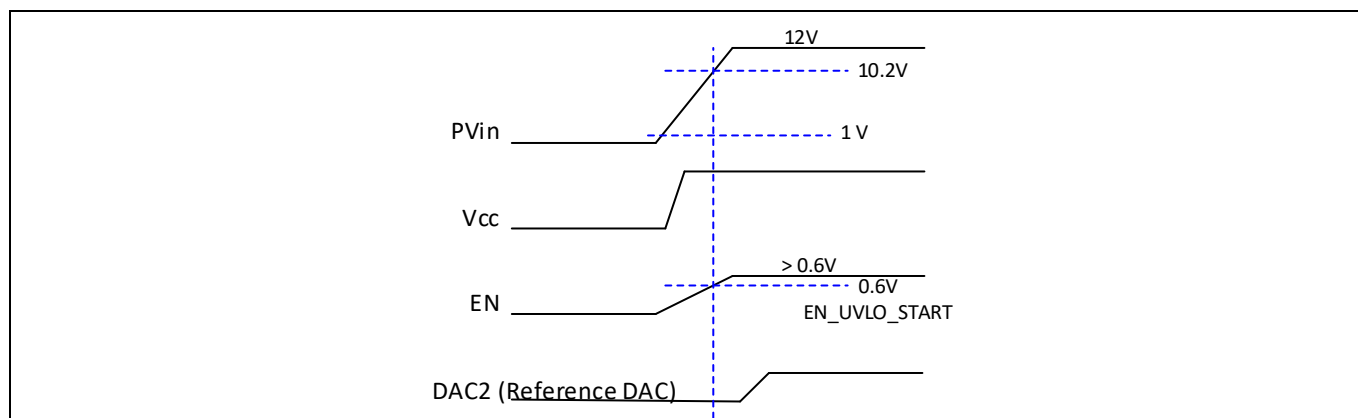 12V
10.2V
PVin
1 V
Vcc
> 0.6V
0.6V
EN
EN_UVLO_START
DAC2 (Reference DAC)